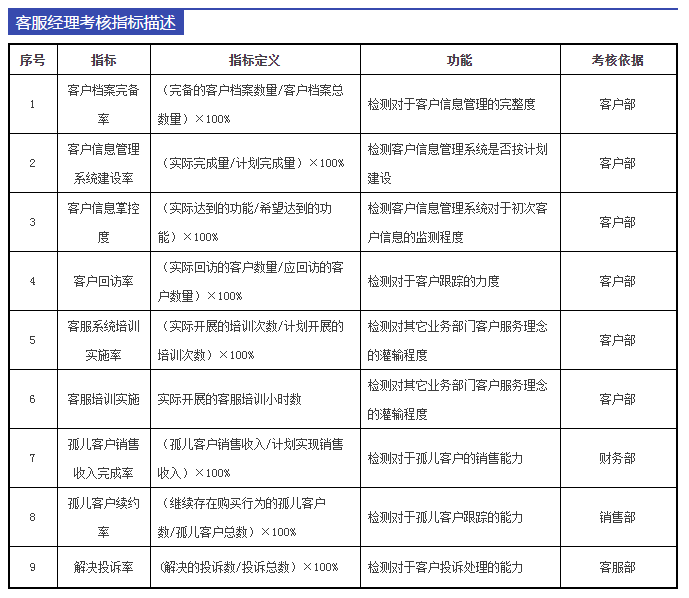 客服经理考核指标描述
序号 指标 指标定义 功能 考核依据
1 客户档案完备率 （完备的客户档案数量/客户档案总数量）×100% 检测对于客户信息管理的完整度 客户部
2 客户信息管理系统建设率 （实际完成量/计划完成量）×100% 检测客户信息管理系统是否按计划建设 客户部
3 客户信息掌控度 （实际达到的功能/希望达到的功能）×100% 检测客户信息管理系统对于初次客户信息的监测程度 客户部
4 客户回访率 （实际回访的客户数量/应回访的客户数量）×100% 检测对于客户跟踪的力度 客户部
5 客服系统培训实施率 （实际开展的培训次数/计划开展的培训次数）×100% 检测对其它业务部门客户服务理念的灌输程度 客户部
6 客服培训实施 实际开展的客服培训小时数 检测对其它业务部门客户服务理念的灌输程度 客户部
7 孤儿客户销售收入完成率 （孤儿客户销售收入/计划实现销售收入）×100% 检测对于孤儿客户的销售能力 财务部
8 孤儿客户续约率 （继续存在购买行为的孤儿客户数/孤儿客户总数）×100% 检测对于孤儿客户跟踪的能力 销售部
9 解决投诉率 (解决的投诉数/投诉总数）×100% 检测对于客户投诉处理的能力 客服部